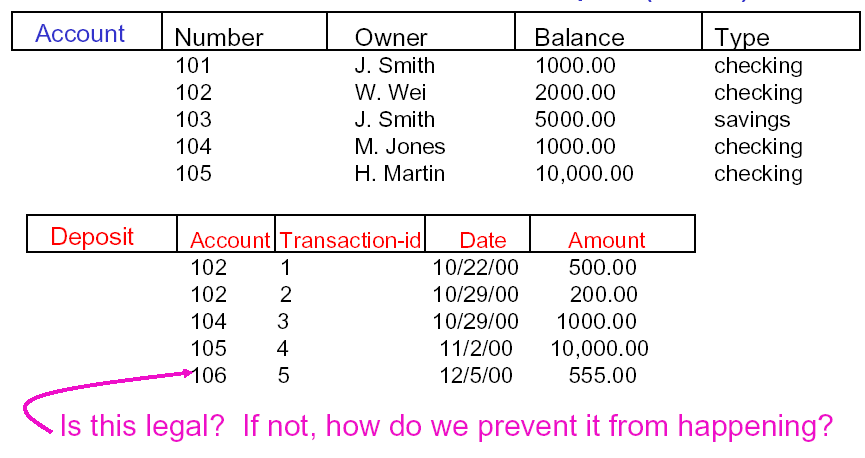 Account Number Owner Balance Type
101 J. Smith 1000.00 checking
102 W. Wei 2000.00 checking
103 J. Smith 5000.00 savings
104 M. Jones 1000.00 checking
105 H. Martin 10,000.00 checking
Deposit Account Transaction-id Date Amount
102 1 10/22/00 500.00
102 2 10/29/00 200.00
104 3 10/29/00 1000.00
105 4 11/2/00 10,000.00
106 5 12/5/00 555.00
Is this legal? If not, how do we prevent it from happening?